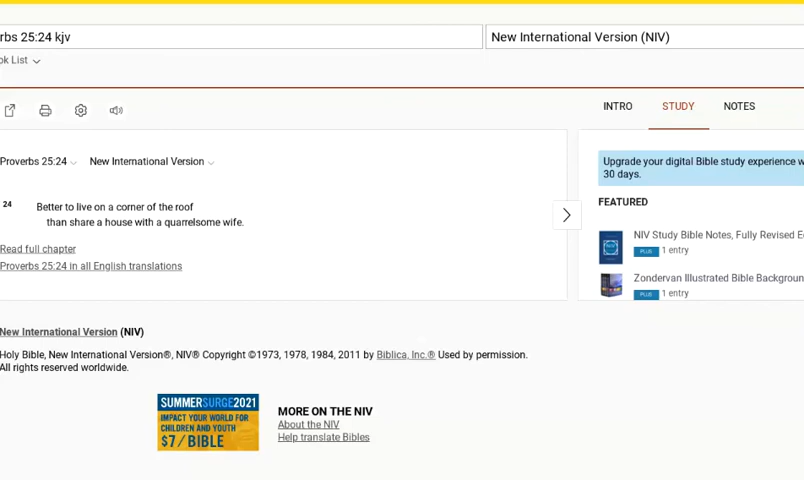 rbs 25:24 kjv
New International Version (NIV)
ok List
INTRO STUDY NOTES
Proverbs 25:24 New International Version
24 Better to live on a corner of the roof
than share a house with a quarrelsome wife.
Read full chapter
Proverbs 25:24 in all English translations
Upgrade your digital Bible study experience w
30 days.
FEATURED
NIV Study Bible Notes, Fully Revised E
PLUS 1 entry
Zondervan Illustrated Bible Backgroun
PLUS 1 entry
New International Version (NIV)
Holy Bible, New International Version®, NIV® Copyright ©1973, 1978, 1984, 2011 by Biblica, Inc.® Used by permission.
All rights reserved worldwide.
SUMMERSURGE2021
IMPACT YOUR WORLD FOR
CHILDREN AND YOUTH
$7/BIBLE
MORE ON THE NIV
About the NIV
Help translate Bibles